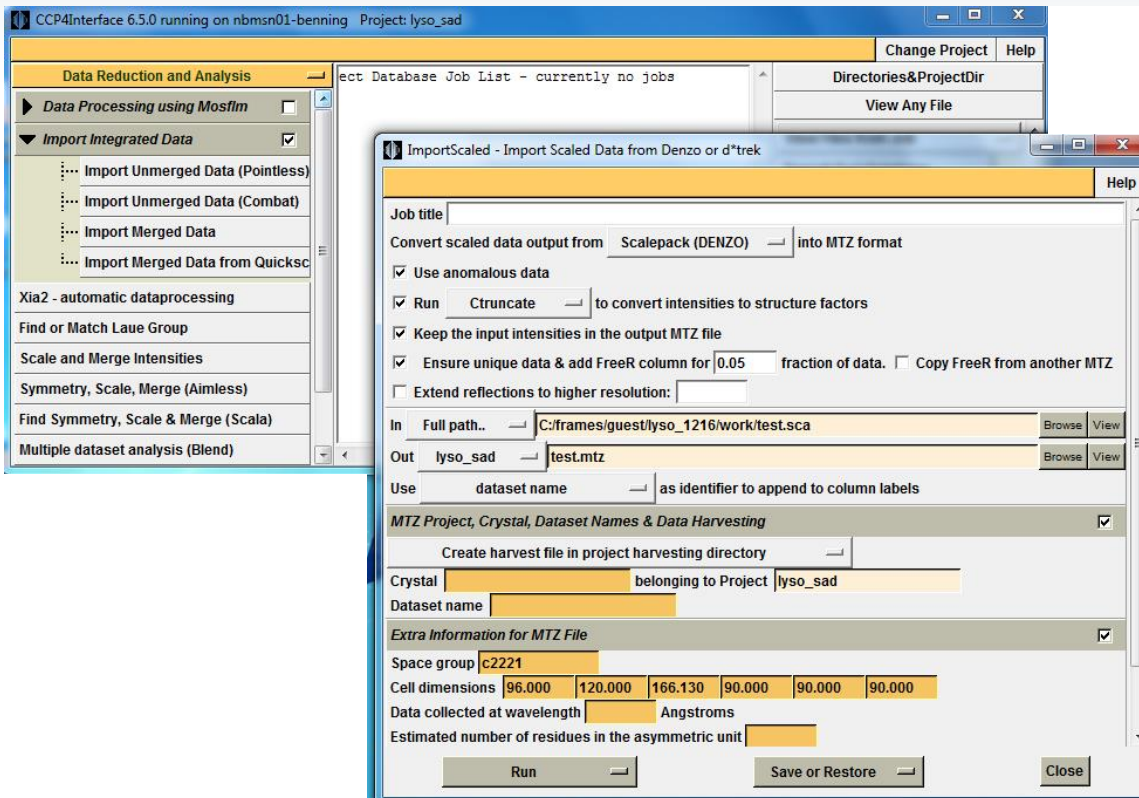 CCP4Interface 6.5.0 running on nbmsn01-benning Project: lyso_sad
Change Project Help
Data Reduction and Analysis
ect Database Job List - currently no jobs
Directories&ProjectDir
Data Processing using Mosflm
View Any File
Import Integrated Data
Import Unmerged Data (Pointless)
Import Unmerged Data (Combat)
Import Merged Data
Import Merged Data from Quicksc
Xia2 - automatic dataprocessing
Find or Match Laue Group
Scale and Merge Intensities
Symmetry, Scale, Merge (Aimless)
Find Symmetry, Scale & Merge (Scala)
Multiple dataset analysis (Blend)
ImportScaled - Import Scaled Data from Denzo or d*trek
Help
Job title
Convert scaled data output from Scalepack (DENZO) into MTZ format
Use anomalous data
Run Ctruncate to convert intensities to structure factors
Keep the input intensities in the output MTZ file
Ensure unique data & add FreeR column for 0.05 fraction of data. Copy FreeR from another MTZ
Extend reflections to higher resolution:
In Full path.. C:/frames/guest/lyso_1216/work/test.sca Browse View
Out lyso_sad test.mtz Browse View
Use dataset name as identifier to append to column labels
MTZ Project, Crystal, Dataset Names & Data Harvesting
Create harvest file in project harvesting directory
Crystal belonging to Project lyso_sad
Dataset name
Extra Information for MTZ File
Space group c2221
Cell dimensions 96.000 120.000 166.130 90.000 90.000 90.000
Data collected at wavelength Angstroms
Estimated number of residues in the asymmetric unit
Run Save or Restore Close